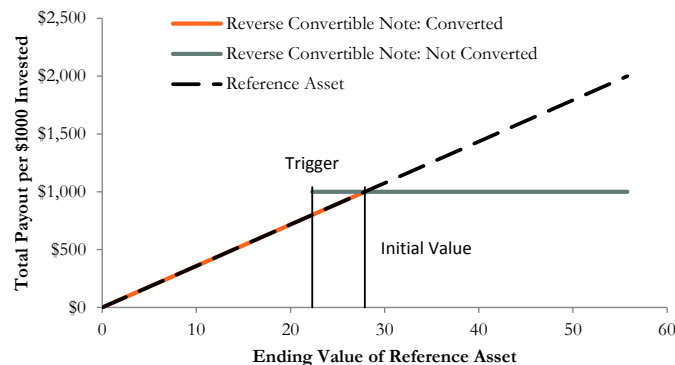 $2,500
Reverse Convertible Note: Converted
Reverse Convertible Note: Not Converted
$2,000
Reference Asset
Total Payout per $1000 Invested
$1,500
Trigger
$1,000
$500
Initial Value
$0
0 10 20 30 40 50 60
Ending Value of Reference Asset